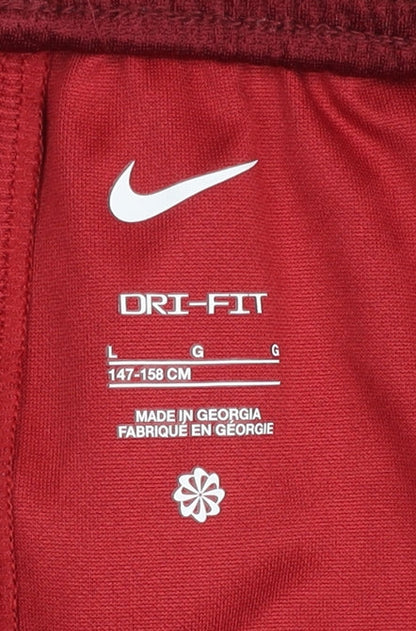 DRI-FIT
L G G
147-158 CM
MADE IN GEORGIA
FABRIQUÉ EN GÉORGIE